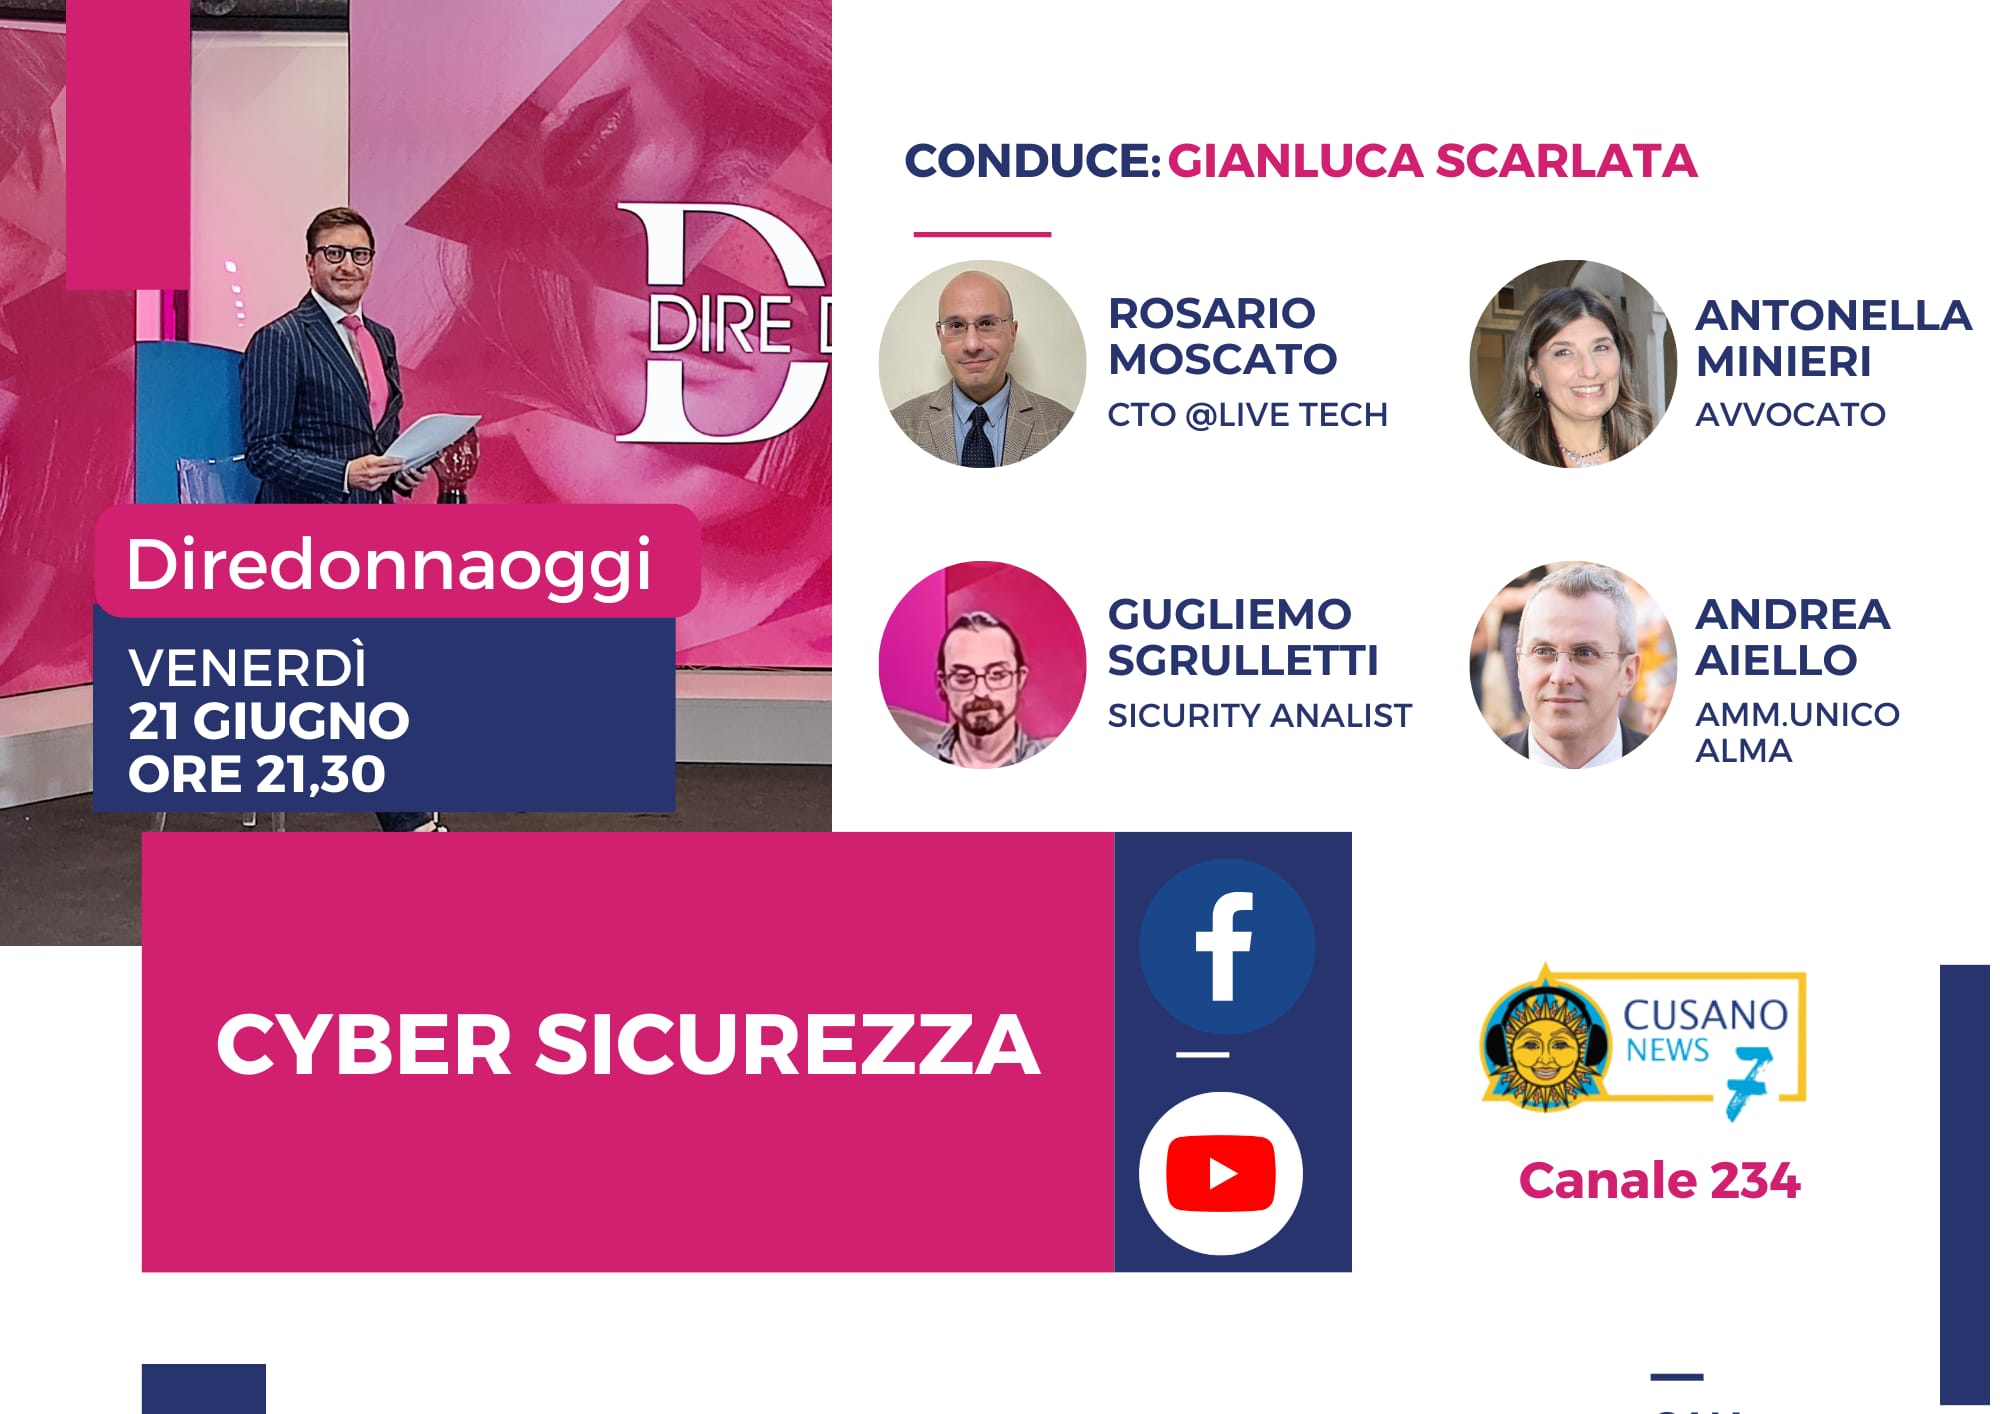 DIRE
CONDUCE: GIANLUCA SCARLATA
ROSARIO
MOSCATO
CTO @LIVE TECH
ANTONELLA
MINIERI
AVVOCATO
GUGLIEMO
SGRULLETTI
SICURITY ANALIST
ANDREA
AIELLO
AMM.UNICO
ALMA
Diredonnaoggi
VENERDÌ
21 GIUGNO
ORE 21,30
CYBER SICUREZZA
CUSANO
NEWS 7
Canale 234